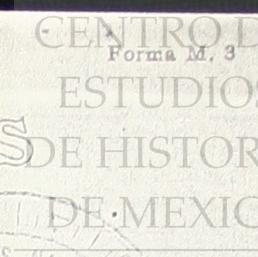 CENTRO D
Forma M. 3
ESTUDIOS
S
DE HISTOR
DE MEXIC